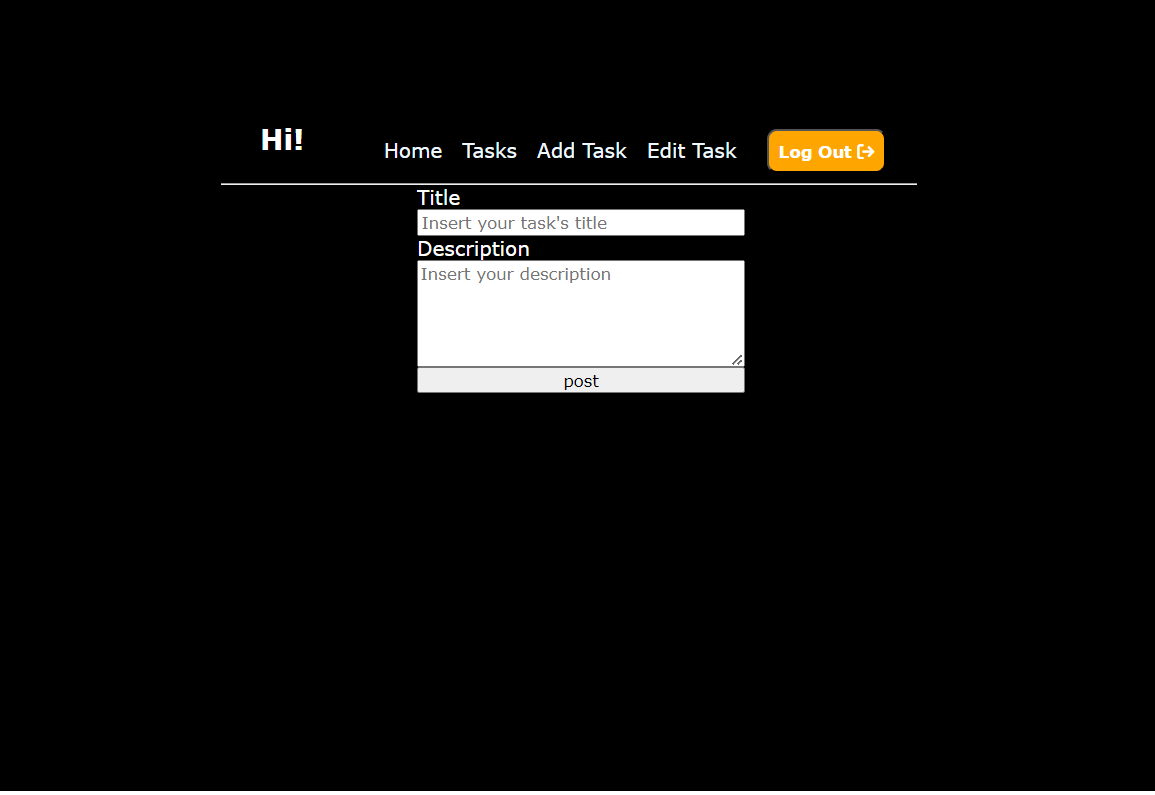 Hi!
Home Tasks Add Task Edit Task Log Out
Title
Insert your task's title
Description
Insert your description
post